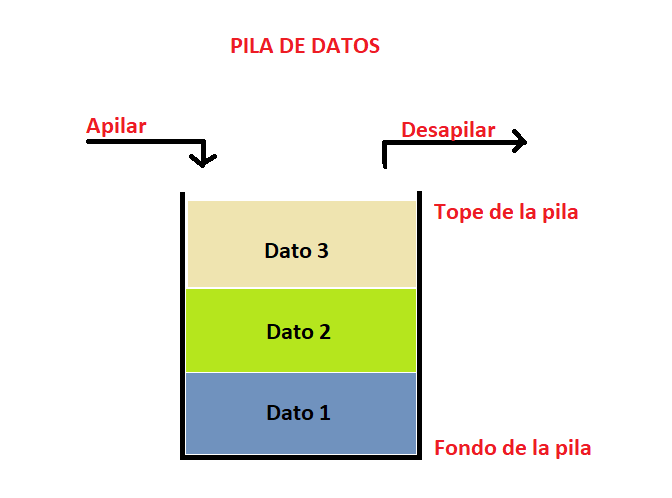 PILA DE DATOS
Apilar
Desapilar
Tope de la pila
Dato 3
Dato 2
Dato 1
Fondo de la pila